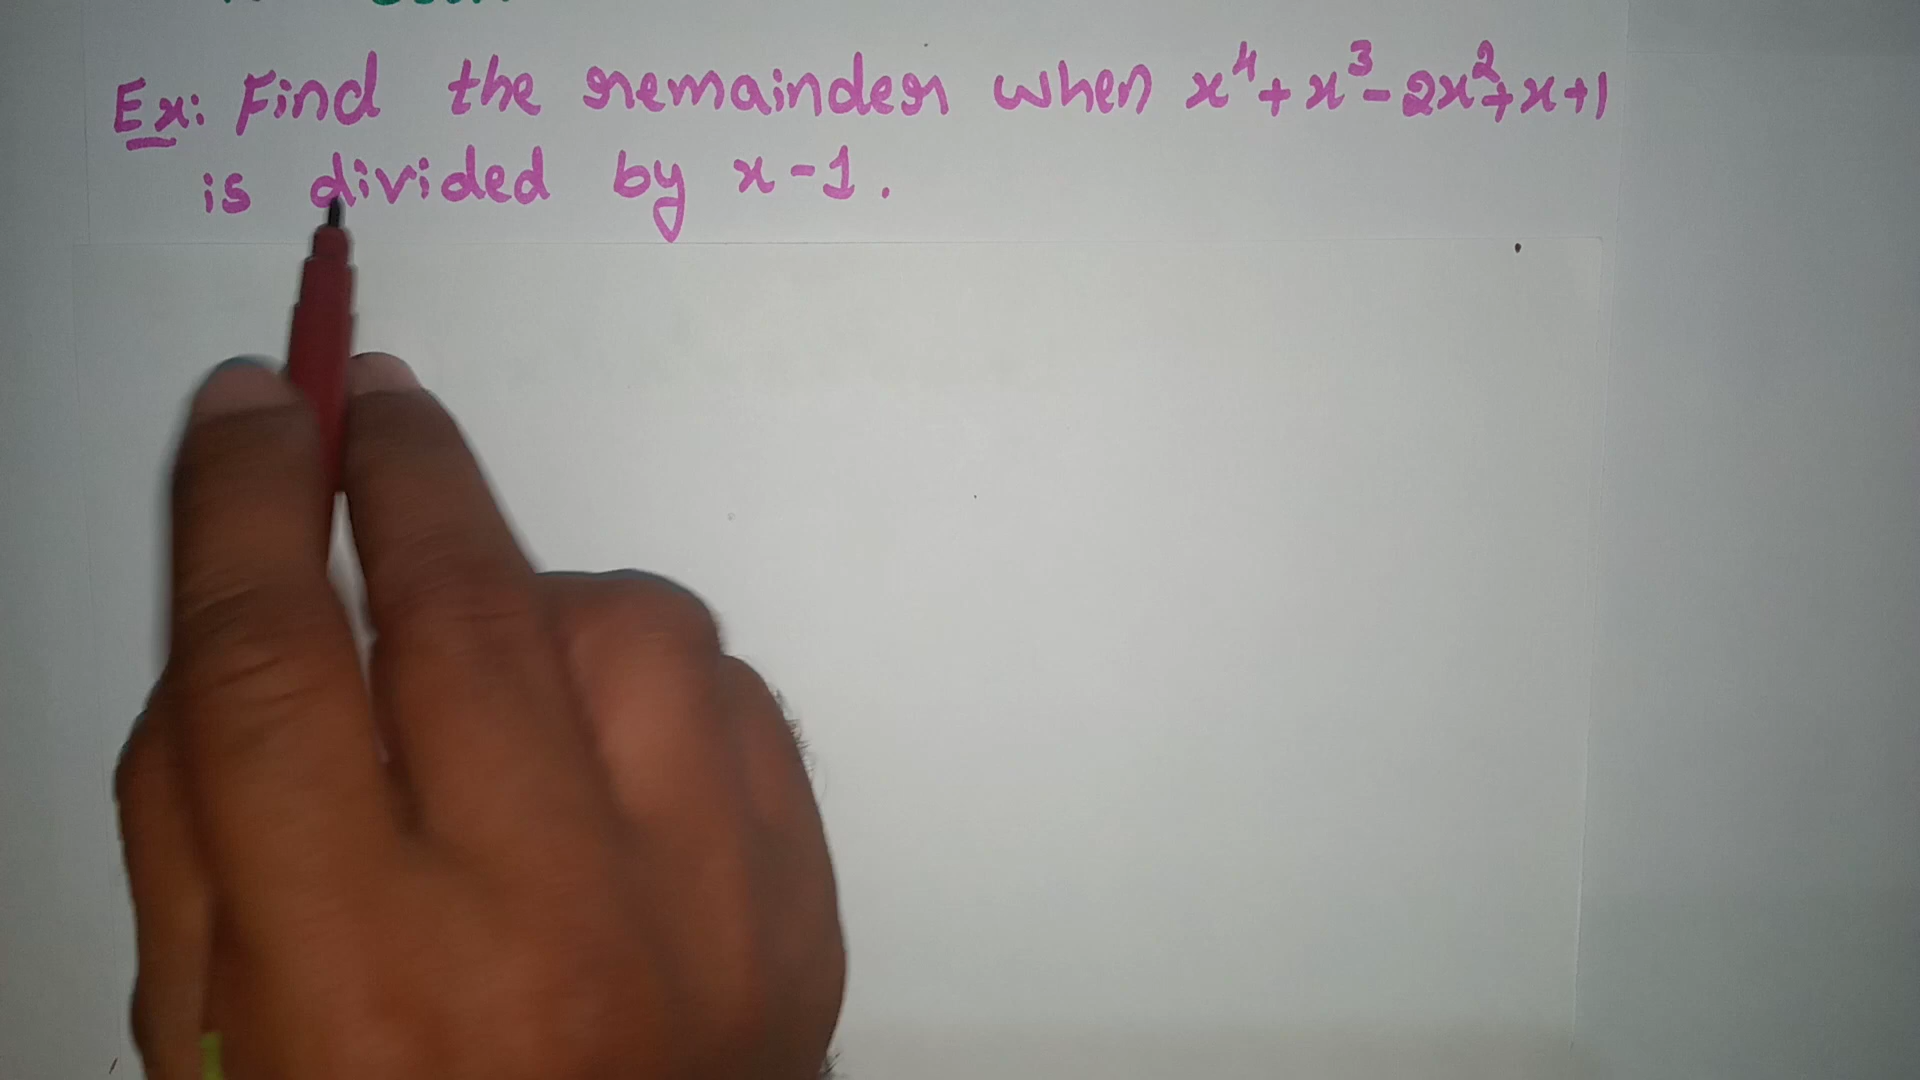 Ex: Find the remainder when x⁴+x³-2x²+x+1
is divided by x-1.